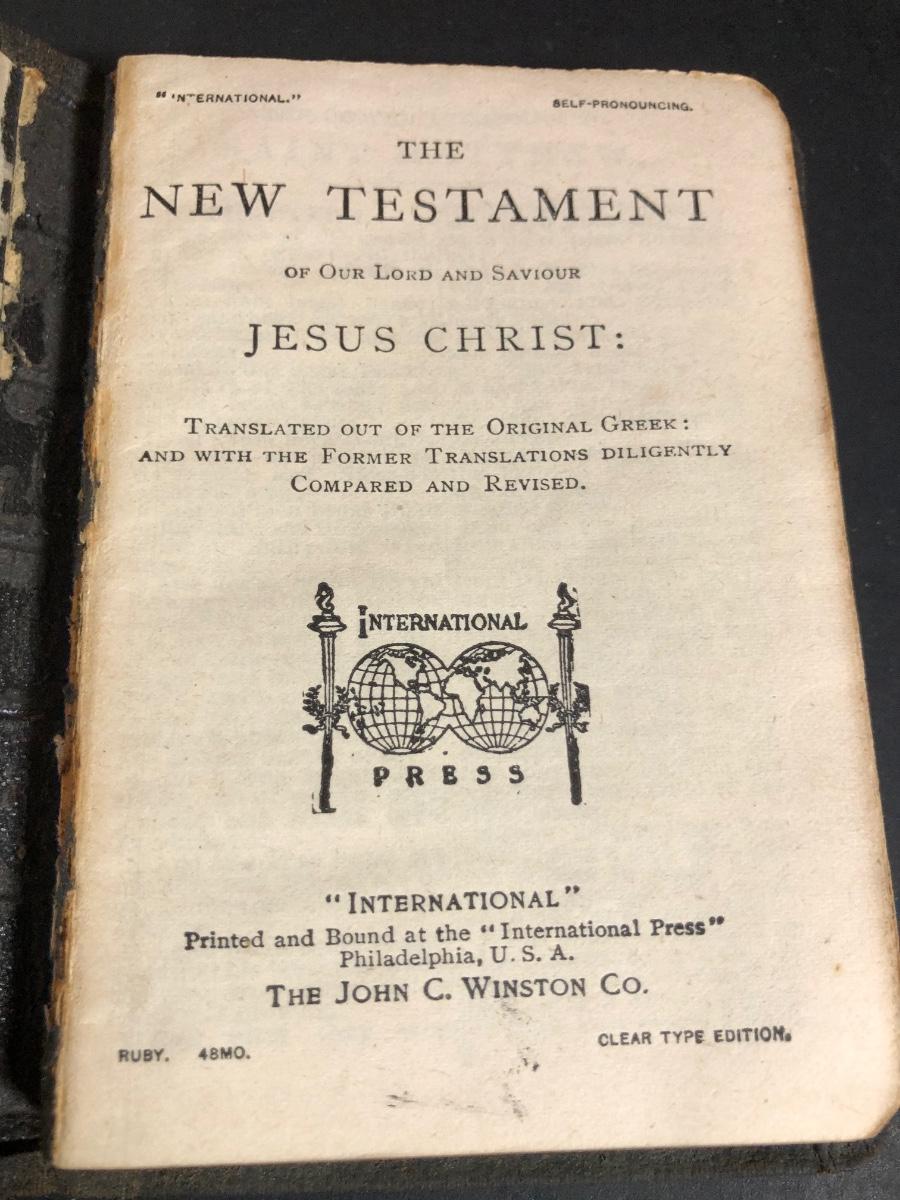 "INTERNATIONAL."
SELF-PRONOUNCING.
THE
NEW TESTAMENT
OF OUR LORD AND SAVIOUR
JESUS CHRIST:
TRANSLATED OUT OF THE ORIGINAL GREEK:
AND WITH THE FORMER TRANSLATIONS DILIGENTLY
COMPARED AND REVISED.
INTERNATIONAL
PRESS
"INTERNATIONAL"
Printed and Bound at the "International Press"
Philadelphia, U. S. A.
THE JOHN C. WINSTON CO.
RUBY. 48MO.
CLEAR TYPE EDITION.